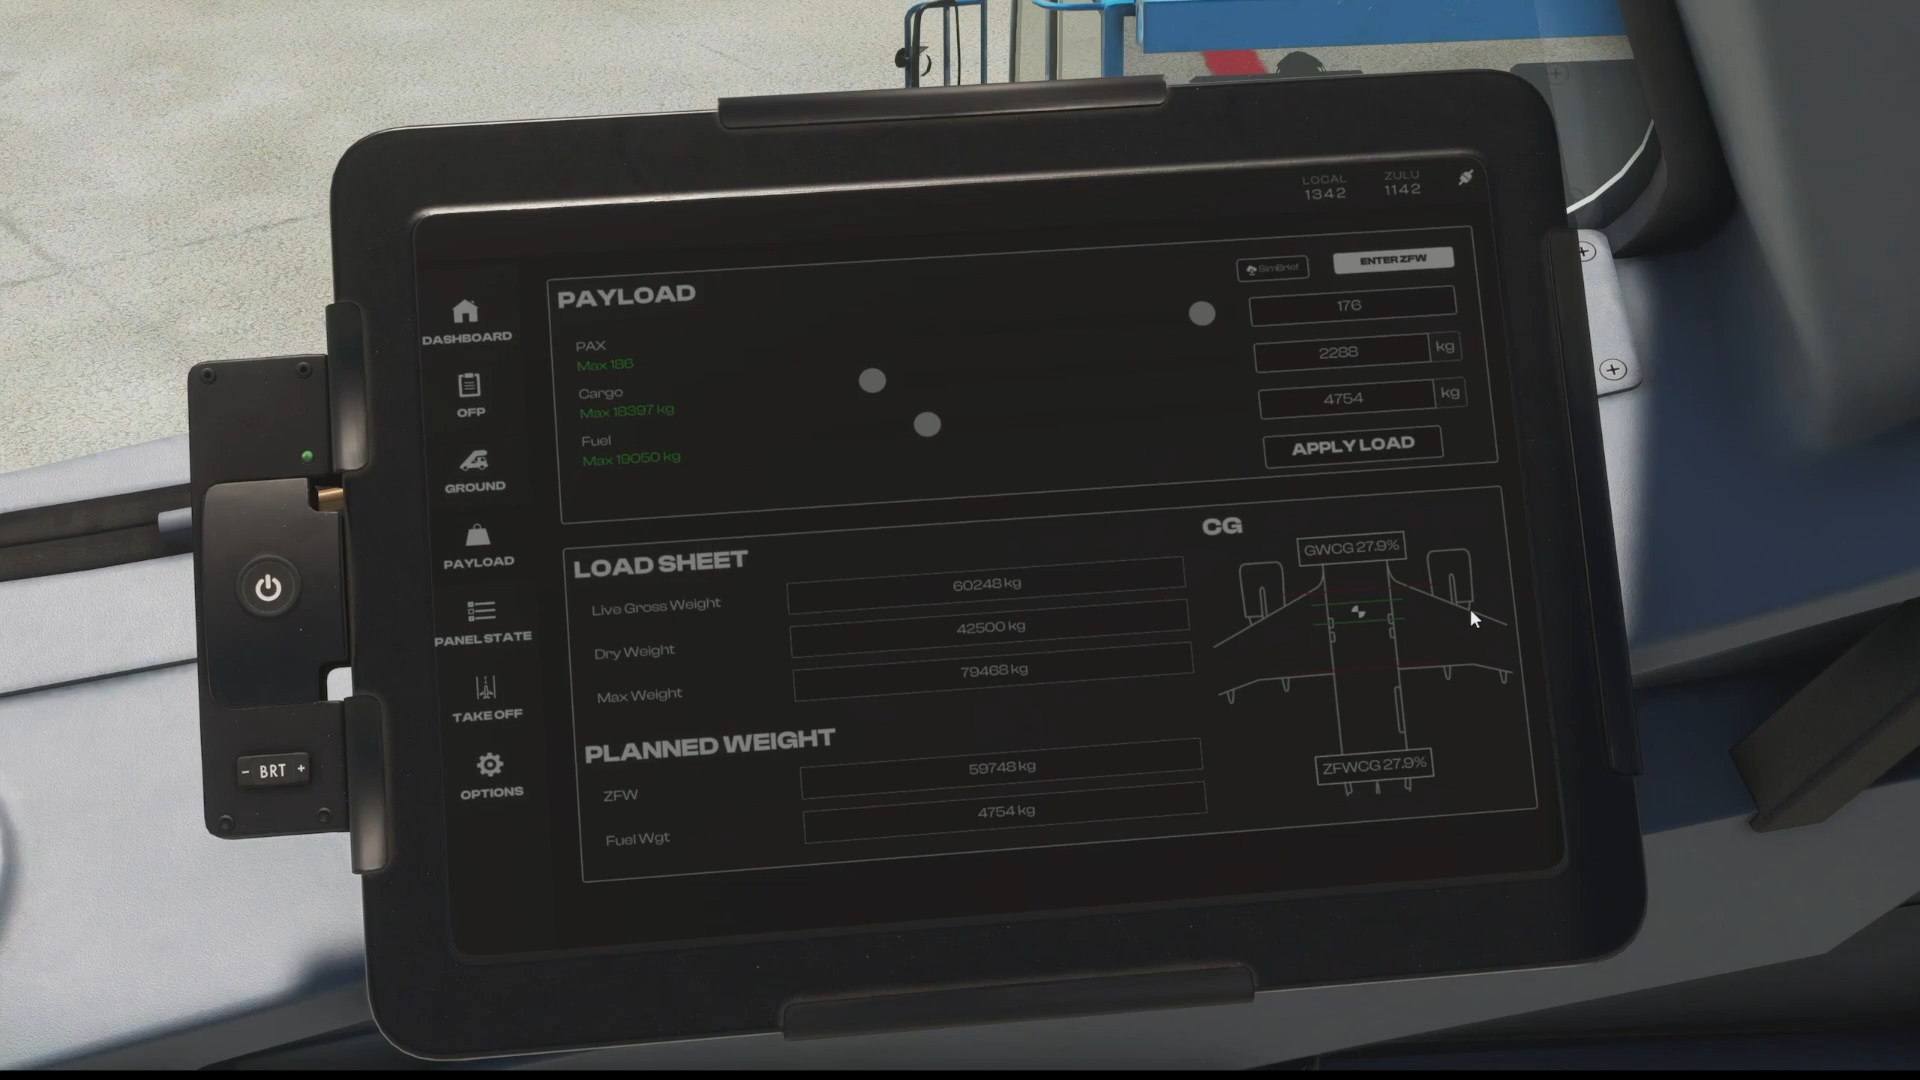 LOCAL
1342
ZULU
1142
DASHBOARD
OFP
GROUND
PAYLOAD
PANEL STATE
TAKE OFF
OPTIONS
- BRT +
PAYLOAD
SimBrief
ENTER ZFW
PAX
Max 186
176
Cargo
Max 18397 kg
2288 kg
Fuel
Max 19050 kg
4754 kg
APPLY LOAD
LOAD SHEET
Live Gross Weight 60248 kg
Dry Weight 42500 kg
Max Weight 79468 kg
PLANNED WEIGHT
ZFW 59748 kg
Fuel Wgt 4754 kg
CG
GWCG 27.9%
ZFWCG 27.9%